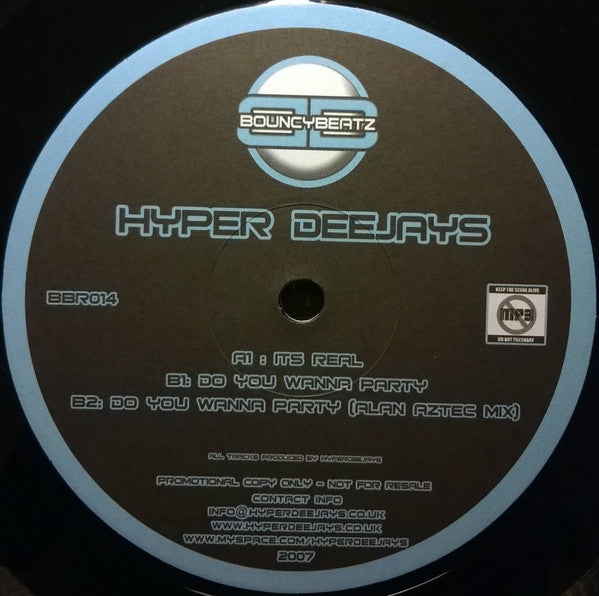 BOUNCYBEATZ
HYPER DEEJAYS
BBR014
KEEP THE SCENE ALIVE
MP3
DO NOT FILESHARE
A1 : ITS REAL
B1: DO YOU WANNA PARTY
B2: DO YOU WANNA PARTY (ALAN AZTEC MIX)
ALL TRACKS PRODUCED BY HYPERDEEJAYS
PROMOTIONAL COPY ONLY - NOT FOR RESALE
CONTACT INFO
INFO@HYPERDEEJAYS.CO.UK
WWW.HYPERDEEJAYS.CO.UK
WWW.MYSPACE.COM/HYPERDEEJAYS
2007